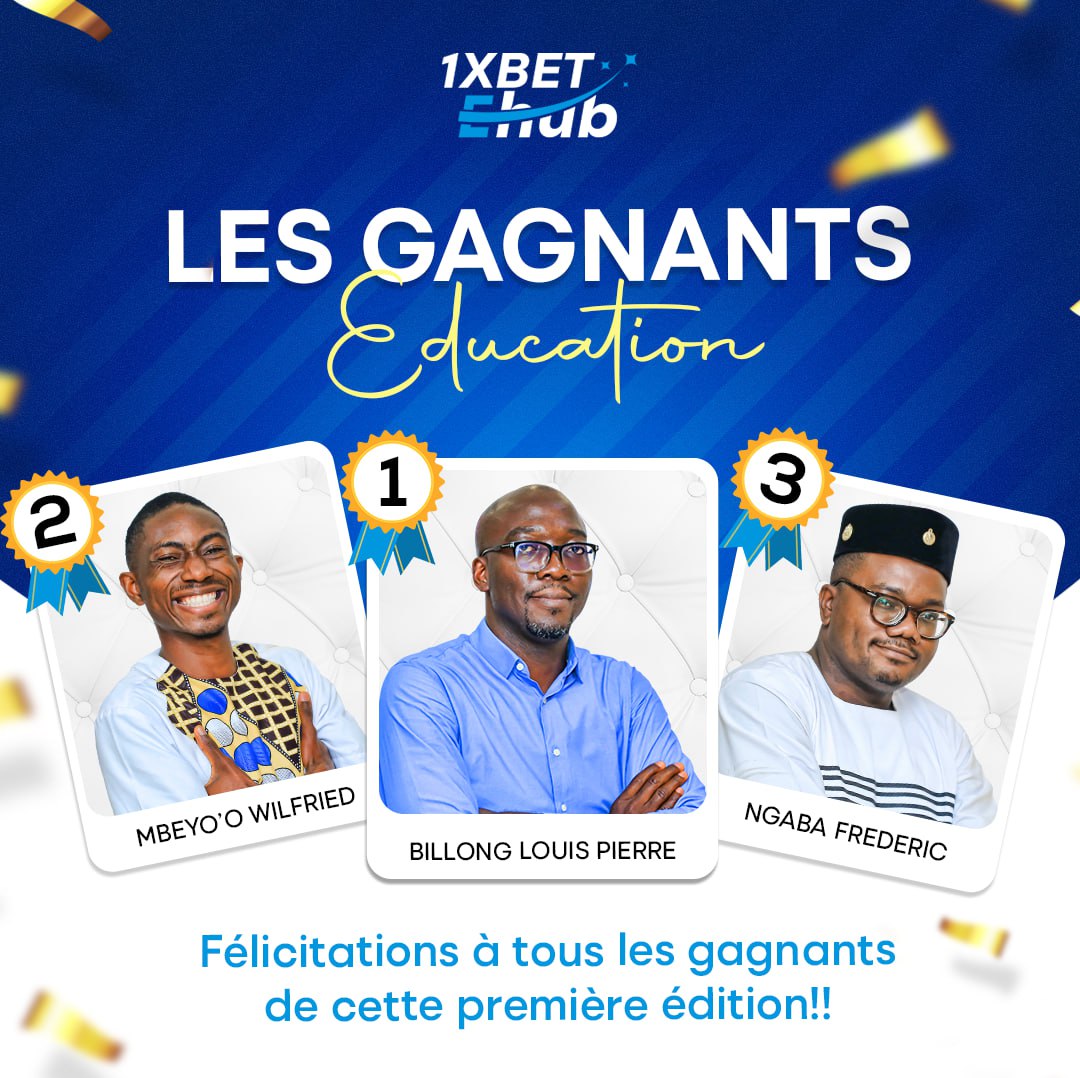 1XBET
Ehub
LES GAGNANTS
Education
2
1
3
MBEYO'O WILFRIED
BILLONG LOUIS PIERRE
NGABA FREDERIC
Félicitations à tous les gagnants
de cette première édition!!